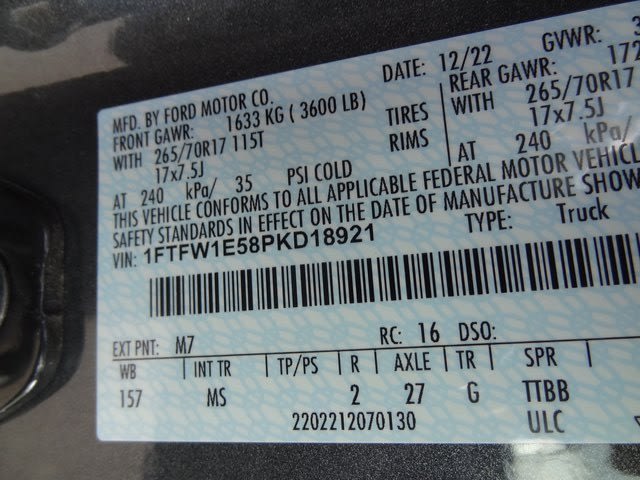 DATE: 12/22 GVWR: 3
MFD. BY FORD MOTOR CO.
FRONT GAWR: 1633 KG ( 3600 LB) REAR GAWR: 172
WITH 265/70R17 115T TIRES 265/70R17
17x7.5J RIMS 17x7.5J
AT 240 kPa/ 35 PSI COLD AT 240 kPa/
THIS VEHICLE CONFORMS TO ALL APPLICABLE FEDERAL MOTOR VEHICL
SAFETY STANDARDS IN EFFECT ON THE DATE OF MANUFACTURE SHOW
VIN: 1FTFW1E58PKD18921 TYPE: Truck
EXT PNT: M7 RC: 16 DSO:
WB INT TR TP/PS R AXLE TR SPR
157 MS 2 27 G TTBB
2202212070130 ULC